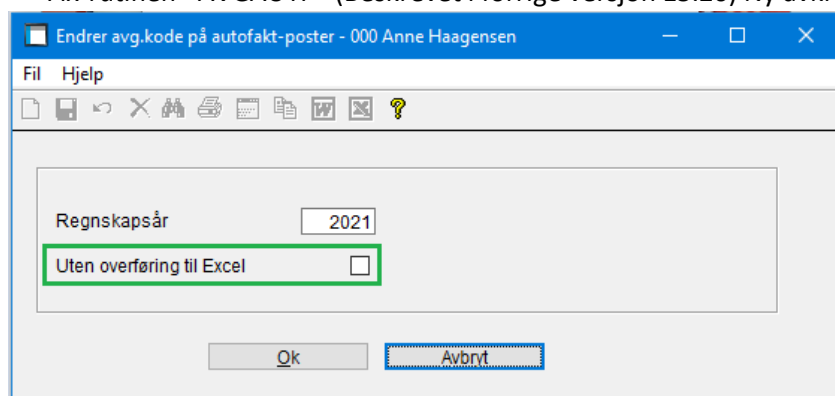 Endrer avg.kode på autofakt-poster - 000 Anne Haagensen
Fil Hjelp
Regnskapsår 2021
Uten overføring til Excel
Ok Avbryt